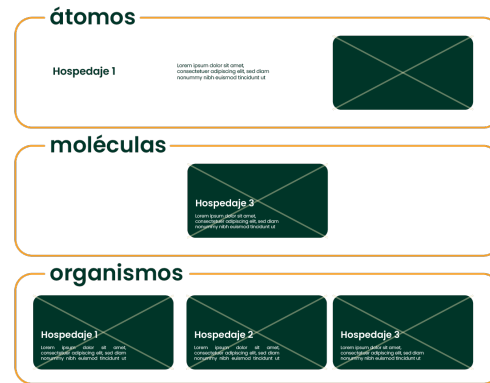 átomos
Hospedaje 1
Lorem ipsum dolor sit amet,
consectetuer adipiscing elit, sed diam
nonummy nibh euismod tincidunt ut
moléculas
Hospedaje 3
Lorem ipsum dolor sit amet,
consectetuer adipiscing elit, sed diam
nonummy nibh euismod tincidunt ut
organismos
Hospedaje 1
Lorem ipsum dolor sit amet,
consectetuer adipiscing elit, sed diam
nonummy nibh euismod tincidunt ut
Hospedaje 2
Lorem ipsum dolor sit amet,
consectetuer adipiscing elit, sed diam
nonummy nibh euismod tincidunt ut
Hospedaje 3
Lorem ipsum dolor sit amet,
consectetuer adipiscing elit, sed diam
nonummy nibh euismod tincidunt ut